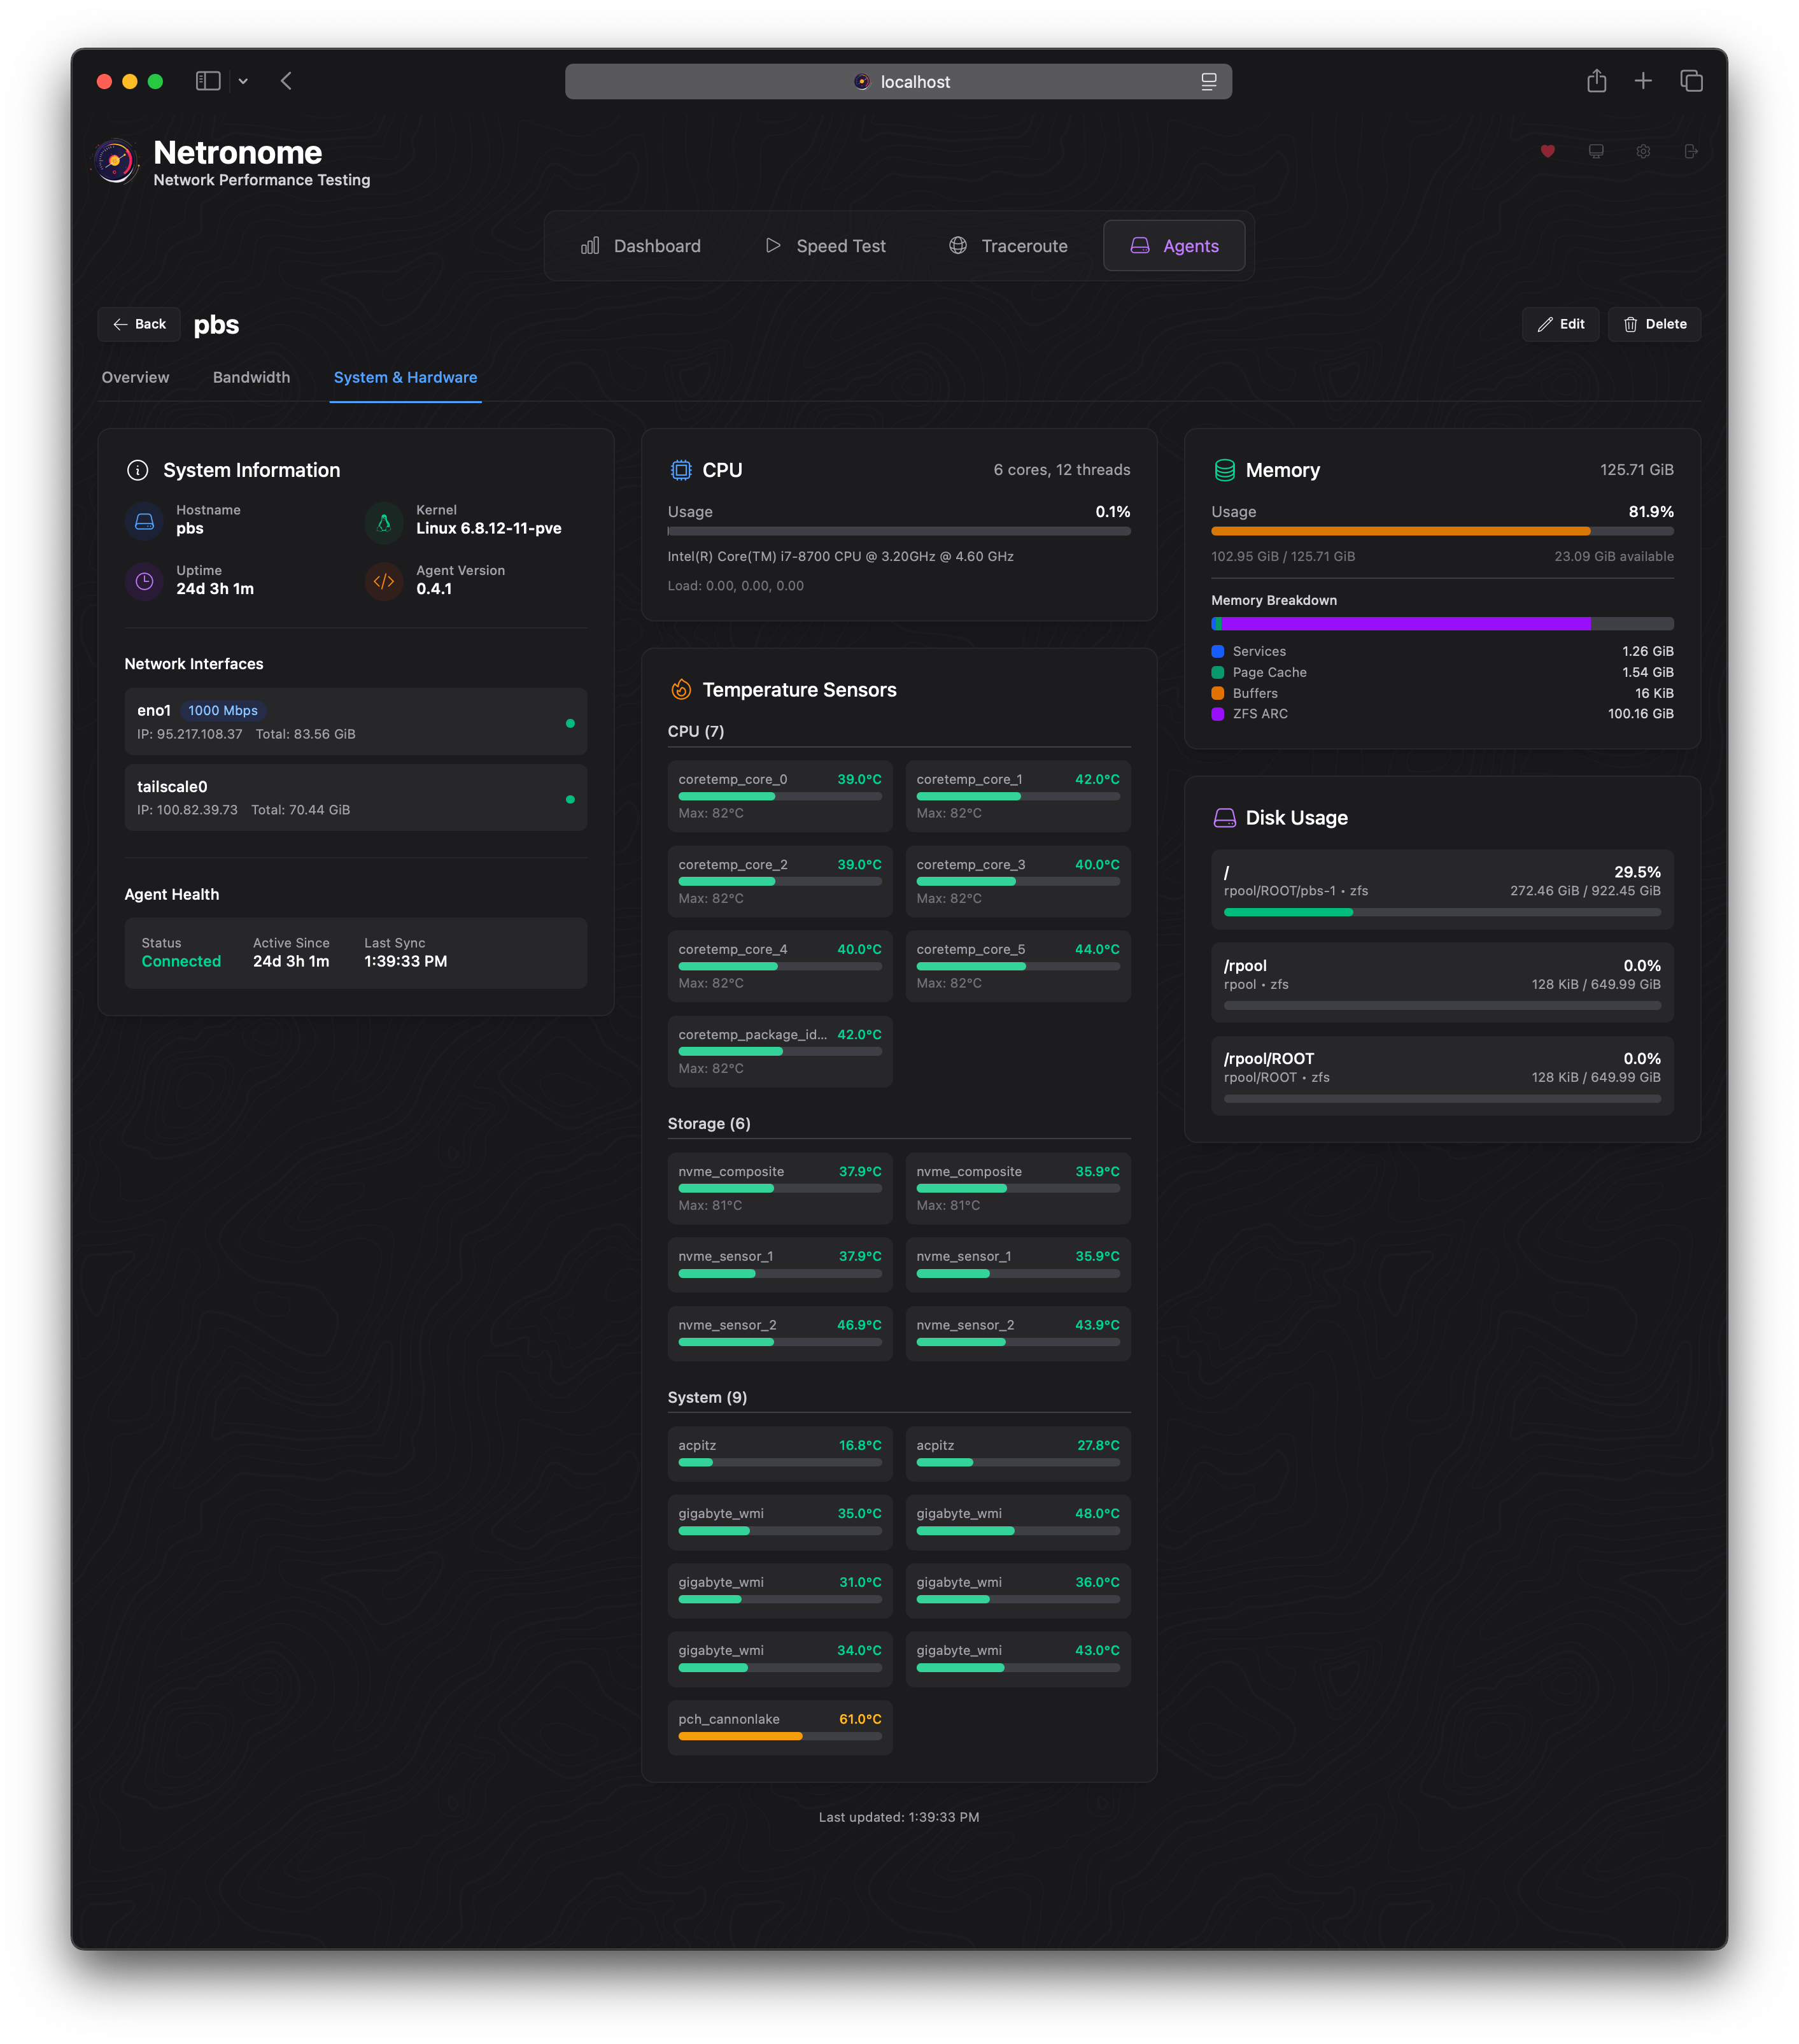 localhost
Netronome
Network Performance Testing
Dashboard
Speed Test
Traceroute
Agents
Back
pbs
Edit
Delete
Overview
Bandwidth
System & Hardware
System Information
Hostname
pbs
Kernel
Linux 6.8.12-11-pve
Uptime
24d 3h 1m
Agent Version
0.4.1
Network Interfaces
eno1 1000 Mbps
IP: 95.217.108.37 Total: 83.56 GiB
tailscale0
IP: 100.82.39.73 Total: 70.44 GiB
Agent Health
Status
Connected
Active Since
24d 3h 1m
Last Sync
1:39:33 PM
CPU
6 cores, 12 threads
Usage 0.1%
Intel(R) Core(TM) i7-8700 CPU @ 3.20GHz @ 4.60 GHz
Load: 0.00, 0.00, 0.00
Temperature Sensors
CPU (7)
coretemp_core_0 39.0°C
Max: 82°C
coretemp_core_1 42.0°C
Max: 82°C
coretemp_core_2 39.0°C
Max: 82°C
coretemp_core_3 40.0°C
Max: 82°C
coretemp_core_4 40.0°C
Max: 82°C
coretemp_core_5 44.0°C
Max: 82°C
coretemp_package_id... 42.0°C
Max: 82°C
Storage (6)
nvme_composite 37.9°C
Max: 81°C
nvme_composite 35.9°C
Max: 81°C
nvme_sensor_1 37.9°C
nvme_sensor_1 35.9°C
nvme_sensor_2 46.9°C
nvme_sensor_2 43.9°C
System (9)
acpitz 16.8°C
acpitz 27.8°C
gigabyte_wmi 35.0°C
gigabyte_wmi 48.0°C
gigabyte_wmi 31.0°C
gigabyte_wmi 36.0°C
gigabyte_wmi 34.0°C
gigabyte_wmi 43.0°C
pch_cannonlake 61.0°C
Memory
125.71 GiB
Usage 81.9%
102.95 GiB / 125.71 GiB 23.09 GiB available
Memory Breakdown
Services 1.26 GiB
Page Cache 1.54 GiB
Buffers 16 KiB
ZFS ARC 100.16 GiB
Disk Usage
/ 29.5%
rpool/ROOT/pbs-1 • zfs 272.46 GiB / 922.45 GiB
/rpool 0.0%
rpool • zfs 128 KiB / 649.99 GiB
/rpool/ROOT 0.0%
rpool/ROOT • zfs 128 KiB / 649.99 GiB
Last updated: 1:39:33 PM